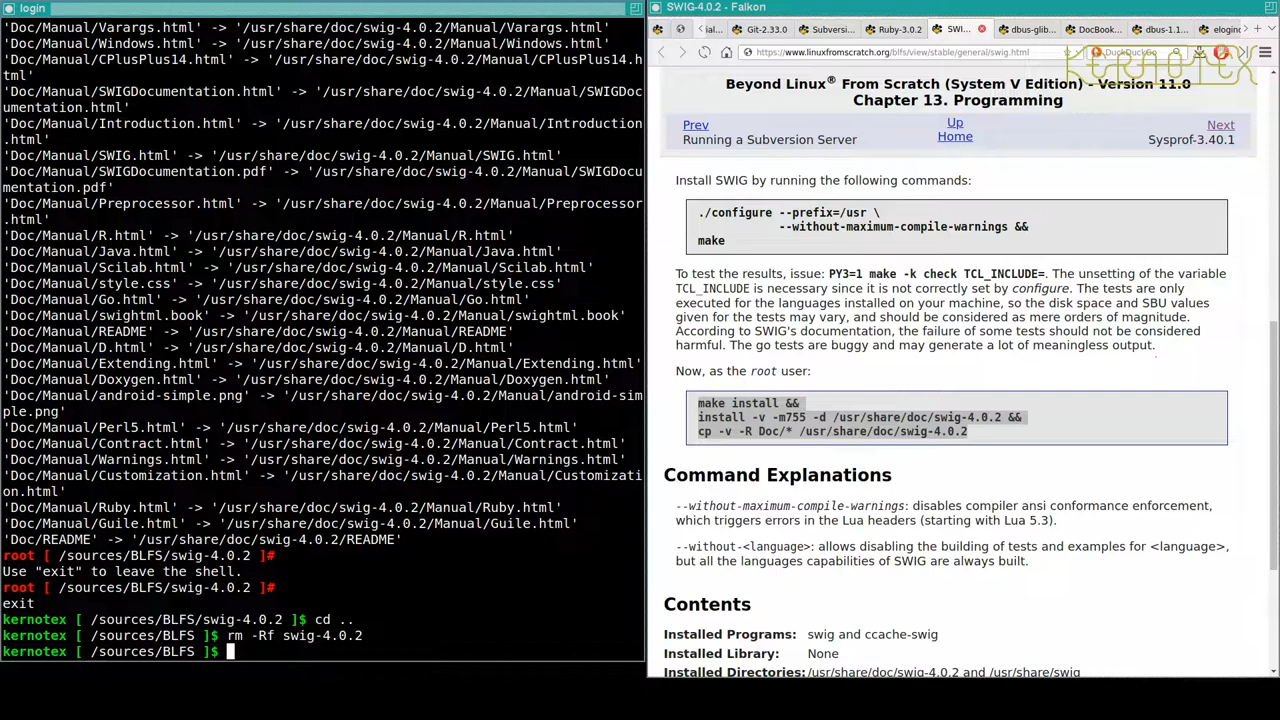 login
'Doc/Manual/Varargs.html' -> '/usr/share/doc/swig-4.0.2/Manual/Varargs.html'
'Doc/Manual/Windows.html' -> '/usr/share/doc/swig-4.0.2/Manual/Windows.html'
'Doc/Manual/CPlusPlus14.html' -> '/usr/share/doc/swig-4.0.2/Manual/CPlusPlus14.h
tml'
'Doc/Manual/SWIGDocumentation.html' -> '/usr/share/doc/swig-4.0.2/Manual/SWIGDoc
umentation.html'
'Doc/Manual/Introduction.html' -> '/usr/share/doc/swig-4.0.2/Manual/Introduction
.html'
'Doc/Manual/SWIG.html' -> '/usr/share/doc/swig-4.0.2/Manual/SWIG.html'
'Doc/Manual/SWIGDocumentation.pdf' -> '/usr/share/doc/swig-4.0.2/Manual/SWIGDocu
mentation.pdf'
'Doc/Manual/Preprocessor.html' -> '/usr/share/doc/swig-4.0.2/Manual/Preprocessor
.html'
'Doc/Manual/R.html' -> '/usr/share/doc/swig-4.0.2/Manual/R.html'
'Doc/Manual/Java.html' -> '/usr/share/doc/swig-4.0.2/Manual/Java.html'
'Doc/Manual/Scilab.html' -> '/usr/share/doc/swig-4.0.2/Manual/Scilab.html'
'Doc/Manual/style.css' -> '/usr/share/doc/swig-4.0.2/Manual/style.css'
'Doc/Manual/Go.html' -> '/usr/share/doc/swig-4.0.2/Manual/Go.html'
'Doc/Manual/swightml.book' -> '/usr/share/doc/swig-4.0.2/Manual/swightml.book'
'Doc/Manual/README' -> '/usr/share/doc/swig-4.0.2/Manual/README'
'Doc/Manual/D.html' -> '/usr/share/doc/swig-4.0.2/Manual/D.html'
'Doc/Manual/Extending.html' -> '/usr/share/doc/swig-4.0.2/Manual/Extending.html'
'Doc/Manual/Doxygen.html' -> '/usr/share/doc/swig-4.0.2/Manual/Doxygen.html'
'Doc/Manual/android-simple.png' -> '/usr/share/doc/swig-4.0.2/Manual/android-sim
ple.png'
'Doc/Manual/Perl5.html' -> '/usr/share/doc/swig-4.0.2/Manual/Perl5.html'
'Doc/Manual/Contract.html' -> '/usr/share/doc/swig-4.0.2/Manual/Contract.html'
'Doc/Manual/Warnings.html' -> '/usr/share/doc/swig-4.0.2/Manual/Warnings.html'
'Doc/Manual/Customization.html' -> '/usr/share/doc/swig-4.0.2/Manual/Customizati
on.html'
'Doc/Manual/Ruby.html' -> '/usr/share/doc/swig-4.0.2/Manual/Ruby.html'
'Doc/Manual/Guile.html' -> '/usr/share/doc/swig-4.0.2/Manual/Guile.html'
'Doc/README' -> '/usr/share/doc/swig-4.0.2/README'
root [ /sources/BLFS/swig-4.0.2 ]#
Use "exit" to leave the shell.
root [ /sources/BLFS/swig-4.0.2 ]#
exit
kernotex [ /sources/BLFS/swig-4.0.2 ]$ cd ..
kernotex [ /sources/BLFS ]$ rm -Rf swig-4.0.2
kernotex [ /sources/BLFS ]$
SWIG-4.0.2 - Falkon
ial... Git-2.33.0 Subversi... Ruby-3.0.2 SWI... dbus-glib... DocBook... dbus-1.1... eloginc
https://www.linuxfromscratch.org/blfs/view/stable/general/swig.html DuckDuckGo
KERNOTEX
Beyond Linux® From Scratch (System V Edition) - Version 11.0
Chapter 13. Programming
Prev Up Next
Running a Subversion Server Home Sysprof-3.40.1
Install SWIG by running the following commands:
./configure --prefix=/usr \
--without-maximum-compile-warnings &&
make
To test the results, issue: PY3=1 make -k check TCL_INCLUDE=. The unsetting of the variable
TCL_INCLUDE is necessary since it is not correctly set by configure. The tests are only
executed for the languages installed on your machine, so the disk space and SBU values
given for the tests may vary, and should be considered as mere orders of magnitude.
According to SWIG's documentation, the failure of some tests should not be considered
harmful. The go tests are buggy and may generate a lot of meaningless output.
Now, as the root user:
make install &&
install -v -m755 -d /usr/share/doc/swig-4.0.2 &&
cp -v -R Doc/* /usr/share/doc/swig-4.0.2
Command Explanations
--without-maximum-compile-warnings: disables compiler ansi conformance enforcement,
which triggers errors in the Lua headers (starting with Lua 5.3).
--without-<language>: allows disabling the building of tests and examples for <language>,
but all the languages capabilities of SWIG are always built.
Contents
Installed Programs: swig and ccache-swig
Installed Library: None
Installed Directories: /usr/share/doc/swig-4.0.2 and /usr/share/swig